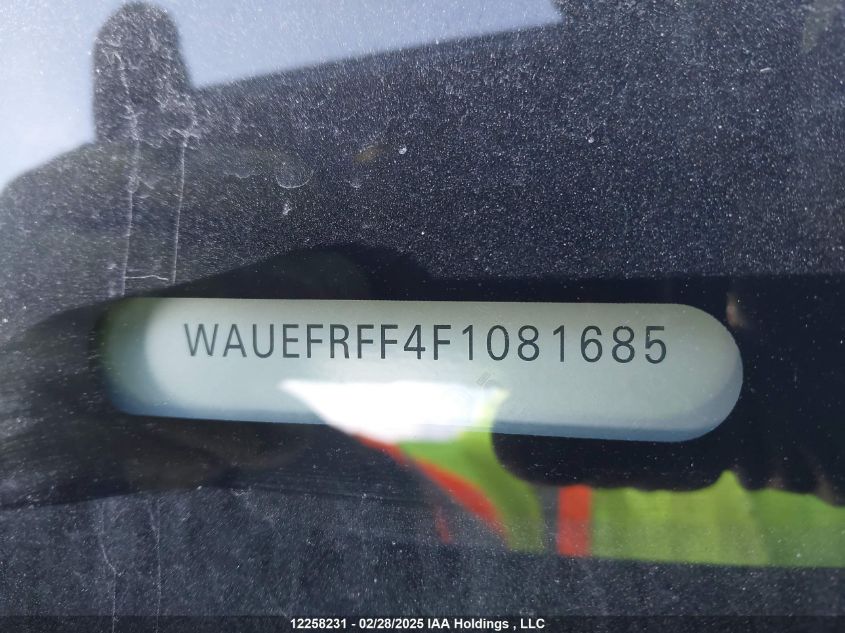 WAUEFRFF4F1081685
12258231 - 02/28/2025 IAA Holdings , LLC